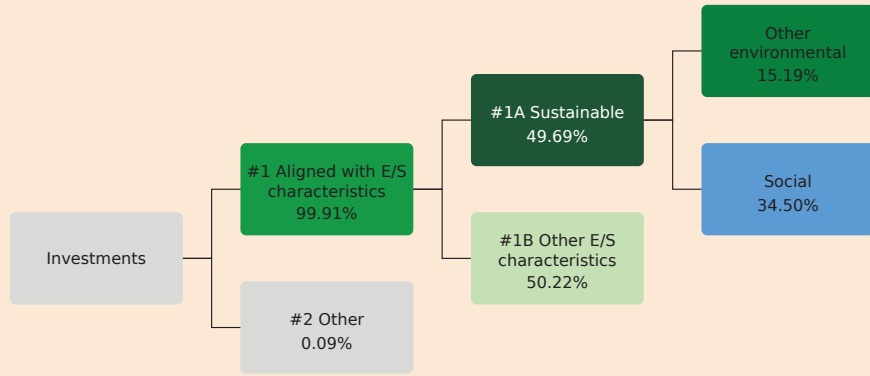 Investments
#1 Aligned with E/S
characteristics
99.91%
#2 Other
0.09%
#1A Sustainable
49.69%
#1B Other E/S
characteristics
50.22%
Other
environmental
15.19%
Social
34.50%